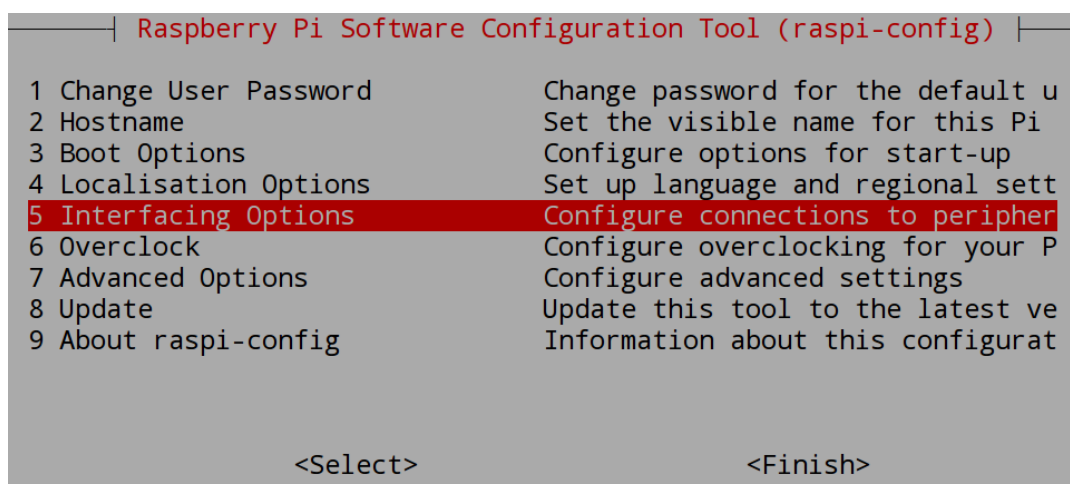 Raspberry Pi Software Configuration Tool (raspi-config)
1 Change User Password Change password for the default u
2 Hostname Set the visible name for this Pi
3 Boot Options Configure options for start-up
4 Localisation Options Set up language and regional sett
5 Interfacing Options Configure connections to peripher
6 Overclock Configure overclocking for your P
7 Advanced Options Configure advanced settings
8 Update Update this tool to the latest ve
9 About raspi-config Information about this configurat
<Select> <Finish>